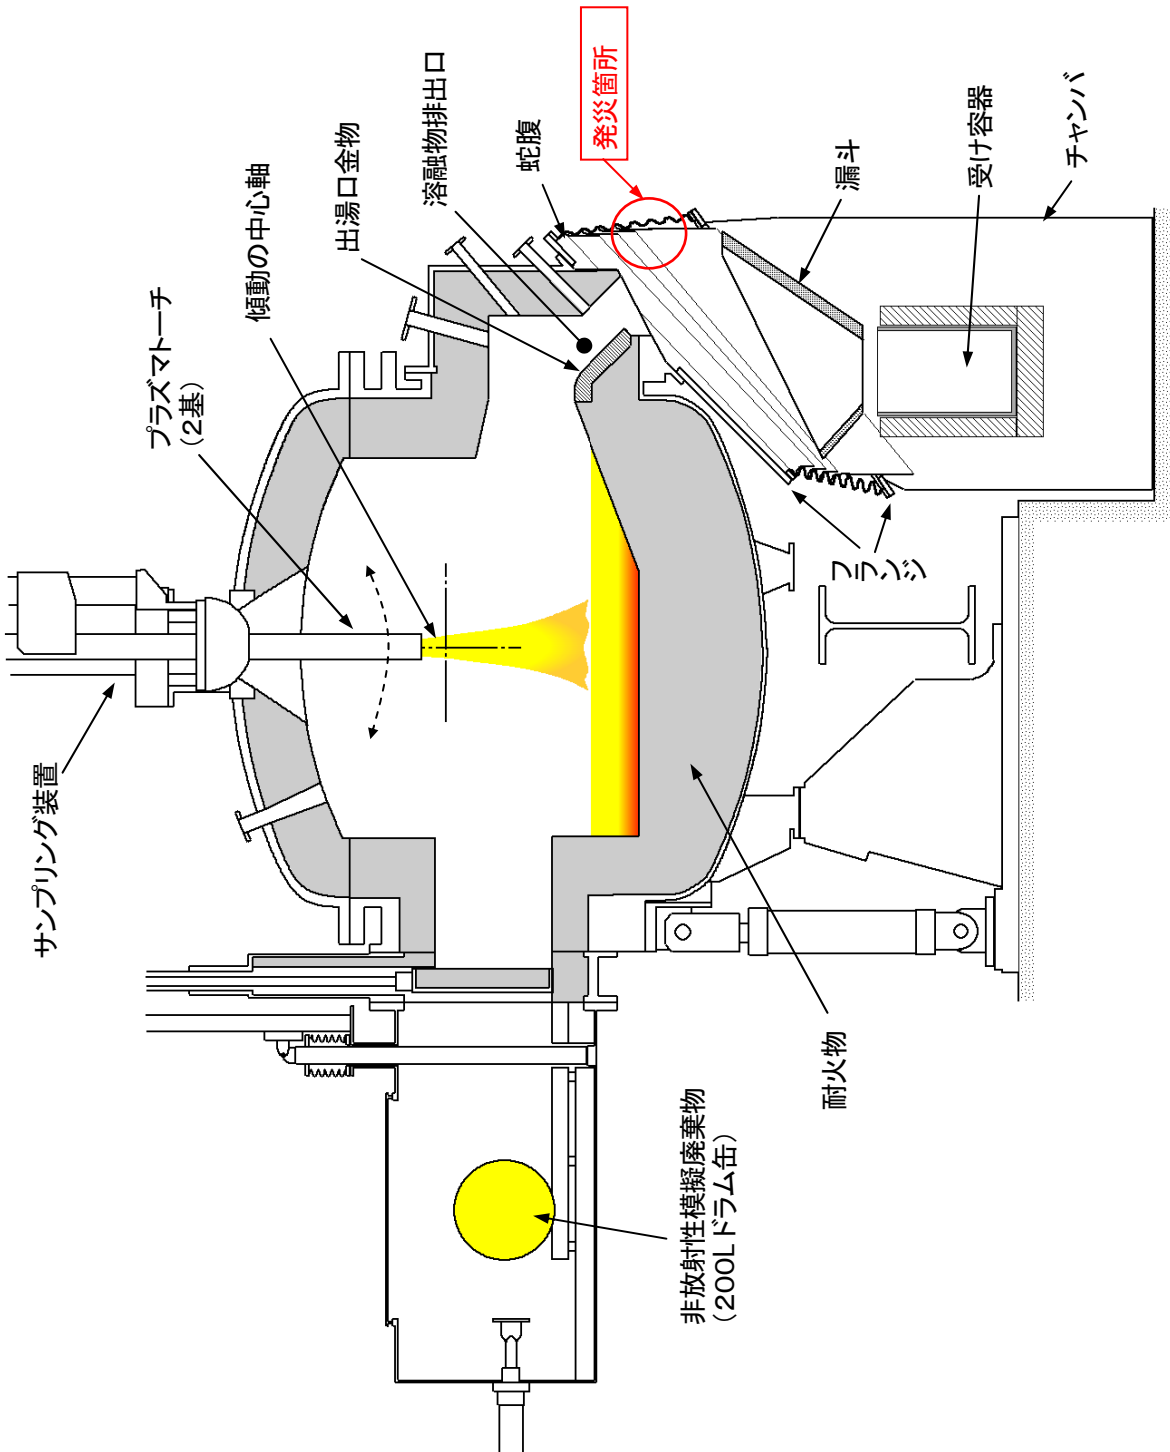 サンプリング装置
プラズマトーチ
（2基）
傾動の中心軸
出湯口金物
溶融物排出口
蛇腹
発災箇所
漏斗
受け容器
チャンバ
フランジ
耐火物
非放射性模擬廃棄物
（200Lドラム缶）